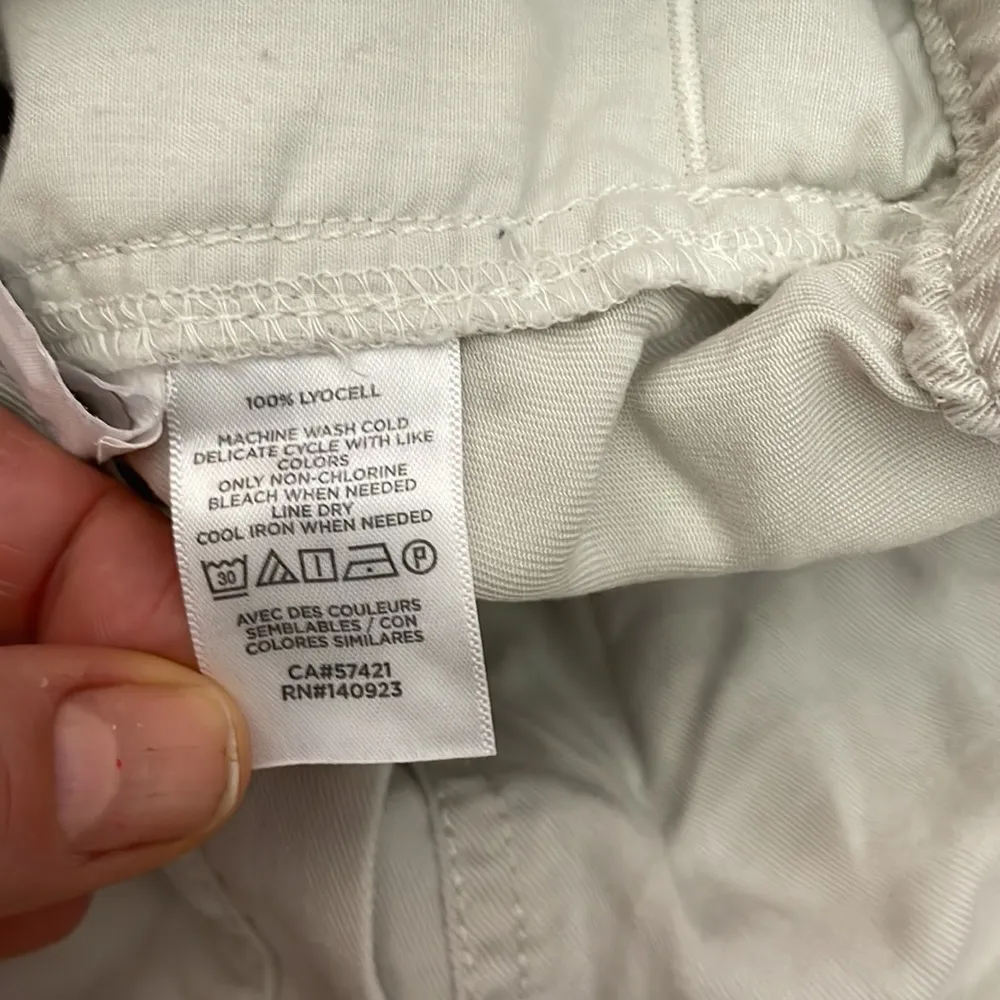 100% LYOCELL
MACHINE WASH COLD
DELICATE CYCLE WITH LIKE
COLORS
ONLY NON-CHLORINE
BLEACH WHEN NEEDED
LINE DRY
COOL IRON WHEN NEEDED
30 P
AVEC DES COULEURS
SEMBLABLES / CON
COLORES SIMILARES
CA#57421
RN#140923